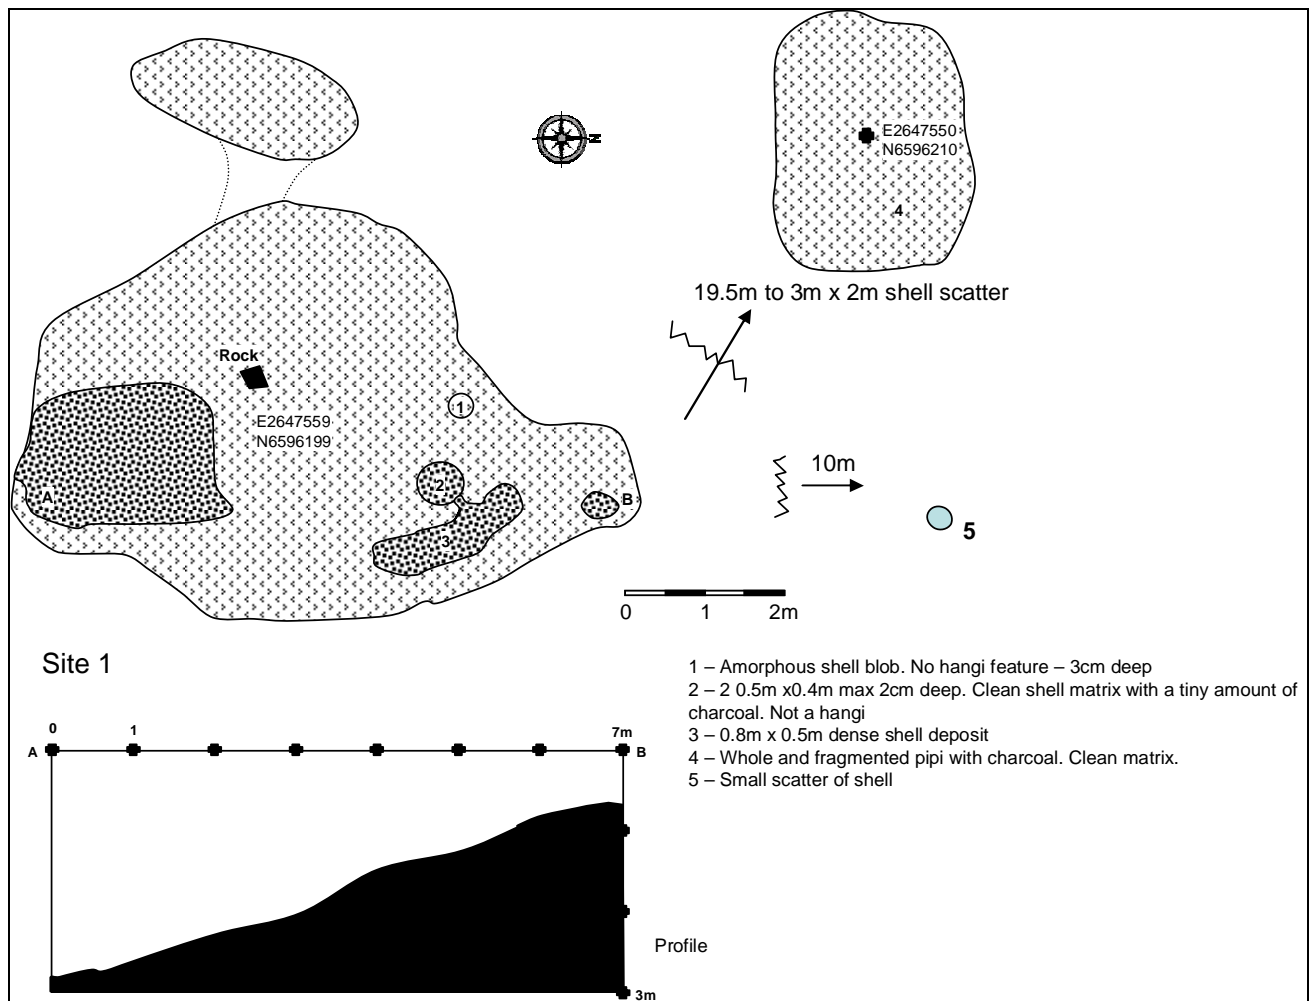 N
E2647550
N6596210
4
19.5m to 3m x 2m shell scatter
Rock
E2647559
N6596199
1
2
3
A
B
10m
5
0 1 2m
Site 1
1 – Amorphous shell blob. No hangi feature – 3cm deep
2 – 2 0.5m x0.4m max 2cm deep. Clean shell matrix with a tiny amount of
charcoal. Not a hangi
3 – 0.8m x 0.5m dense shell deposit
4 – Whole and fragmented pipi with charcoal. Clean matrix.
5 – Small scatter of shell
0 1 7m
A B
Profile
3m